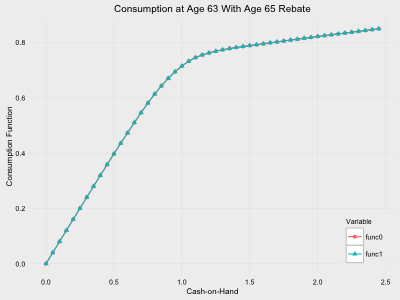 Consumption at Age 63 With Age 65 Rebate
Consumption Function
0.8
0.6
0.4
0.2
0.0
0.0 0.5 1.0 1.5 2.0 2.5
Cash-on-Hand
Variable
func0
func1